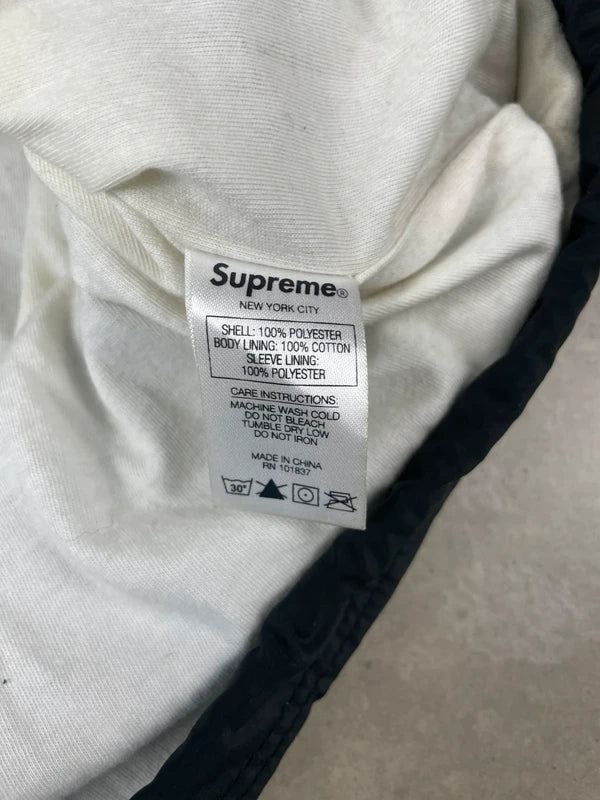 Supreme®
NEW YORK CITY
SHELL: 100% POLYESTER
BODY LINING: 100% COTTON
SLEEVE LINING:
100% POLYESTER
CARE INSTRUCTIONS:
MACHINE WASH COLD
DO NOT BLEACH
TUMBLE DRY LOW
DO NOT IRON
MADE IN CHINA
RN 101837
30°